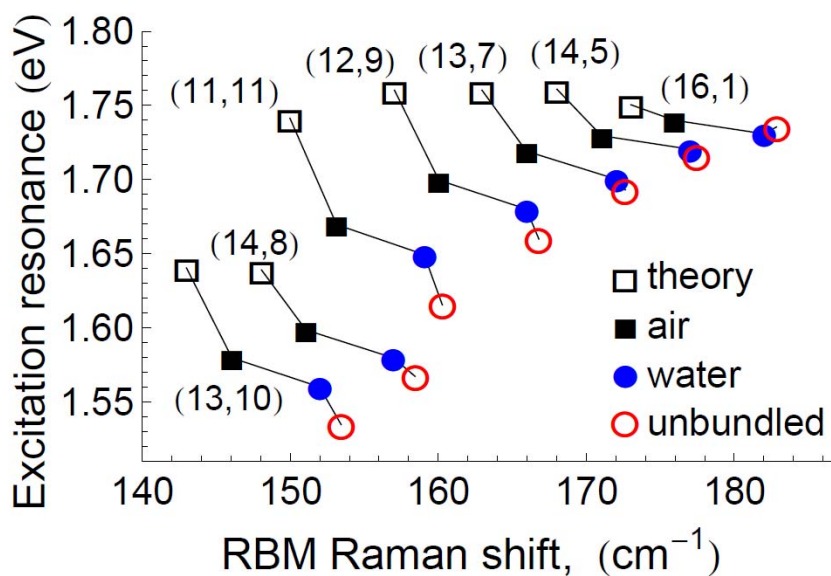 Excitation resonance (eV)
1.80
1.75
1.70
1.65
1.60
1.55
(11,11)
(12,9)
(13,7)
(14,5)
(16,1)
(14,8)
(13,10)
theory
air
water
unbundled
140 150 160 170 180
RBM Raman shift, (cm⁻¹)